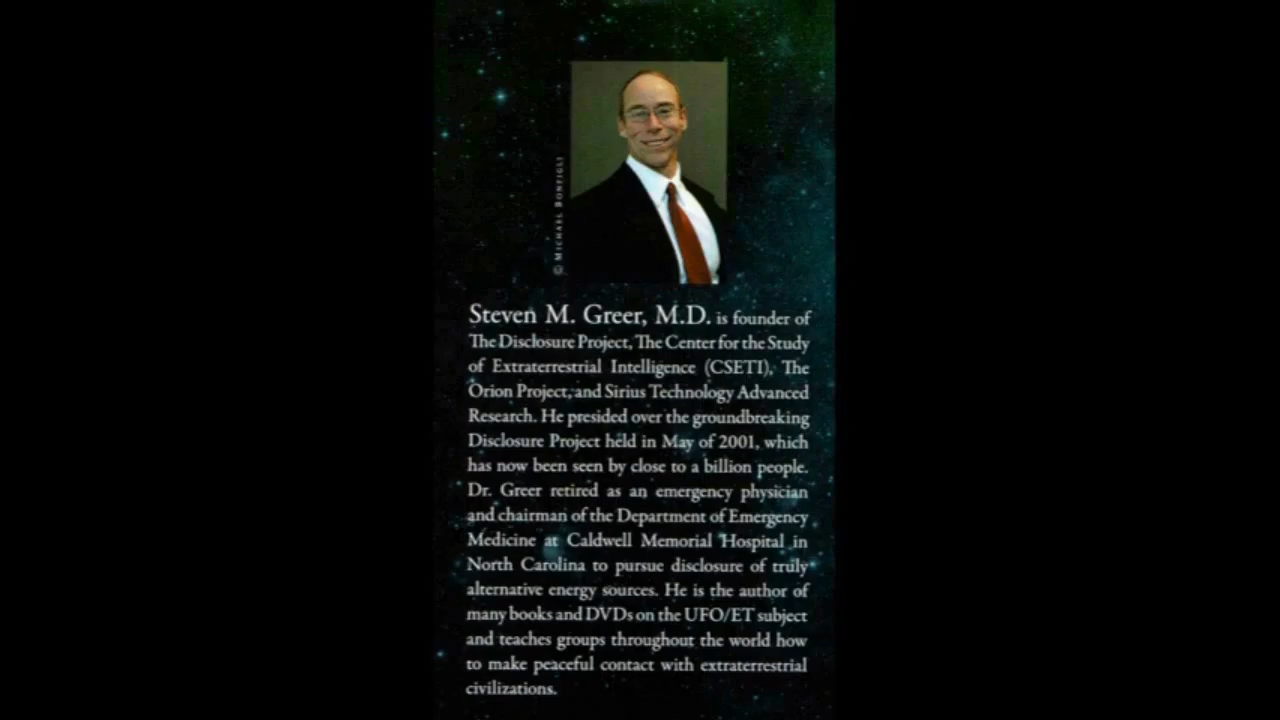 © Michael Bonfigli
Steven M. Greer, M.D. is founder of
The Disclosure Project, The Center for the Study
of Extraterrestrial Intelligence (CSETI), The
Orion Project, and Sirius Technology Advanced
Research. He presided over the groundbreaking
Disclosure Project held in May of 2001, which
has now been seen by close to a billion people.
Dr. Greer retired as an emergency physician
and chairman of the Department of Emergency
Medicine at Caldwell Memorial Hospital in
North Carolina to pursue disclosure of truly
alternative energy sources. He is the author of
many books and DVDs on the UFO/ET subject
and teaches groups throughout the world how
to make peaceful contact with extraterrestrial
civilizations.